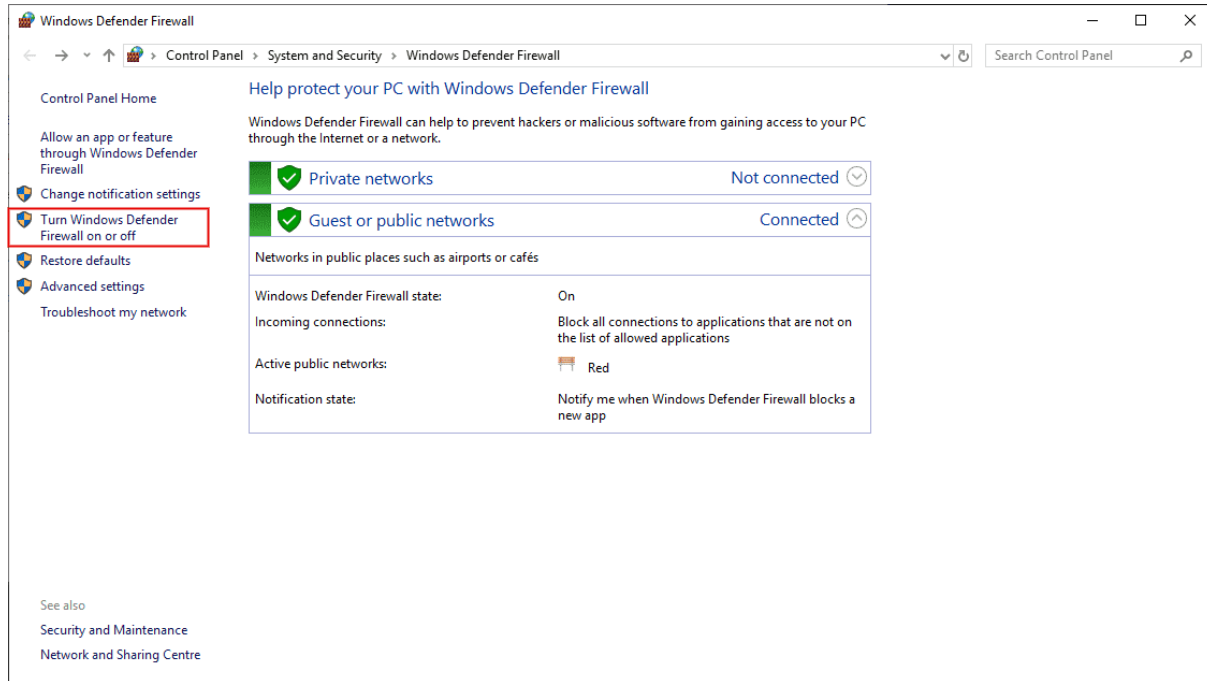 Windows Defender Firewall
Control Panel > System and Security > Windows Defender Firewall
Search Control Panel
Control Panel Home
Allow an app or feature
through Windows Defender
Firewall
Change notification settings
Turn Windows Defender
Firewall on or off
Restore defaults
Advanced settings
Troubleshoot my network
See also
Security and Maintenance
Network and Sharing Centre
Help protect your PC with Windows Defender Firewall
Windows Defender Firewall can help to prevent hackers or malicious software from gaining access to your PC
through the Internet or a network.
Private networks Not connected
Guest or public networks Connected
Networks in public places such as airports or cafés
Windows Defender Firewall state: On
Incoming connections: Block all connections to applications that are not on
the list of allowed applications
Active public networks: Red
Notification state: Notify me when Windows Defender Firewall blocks a
new app